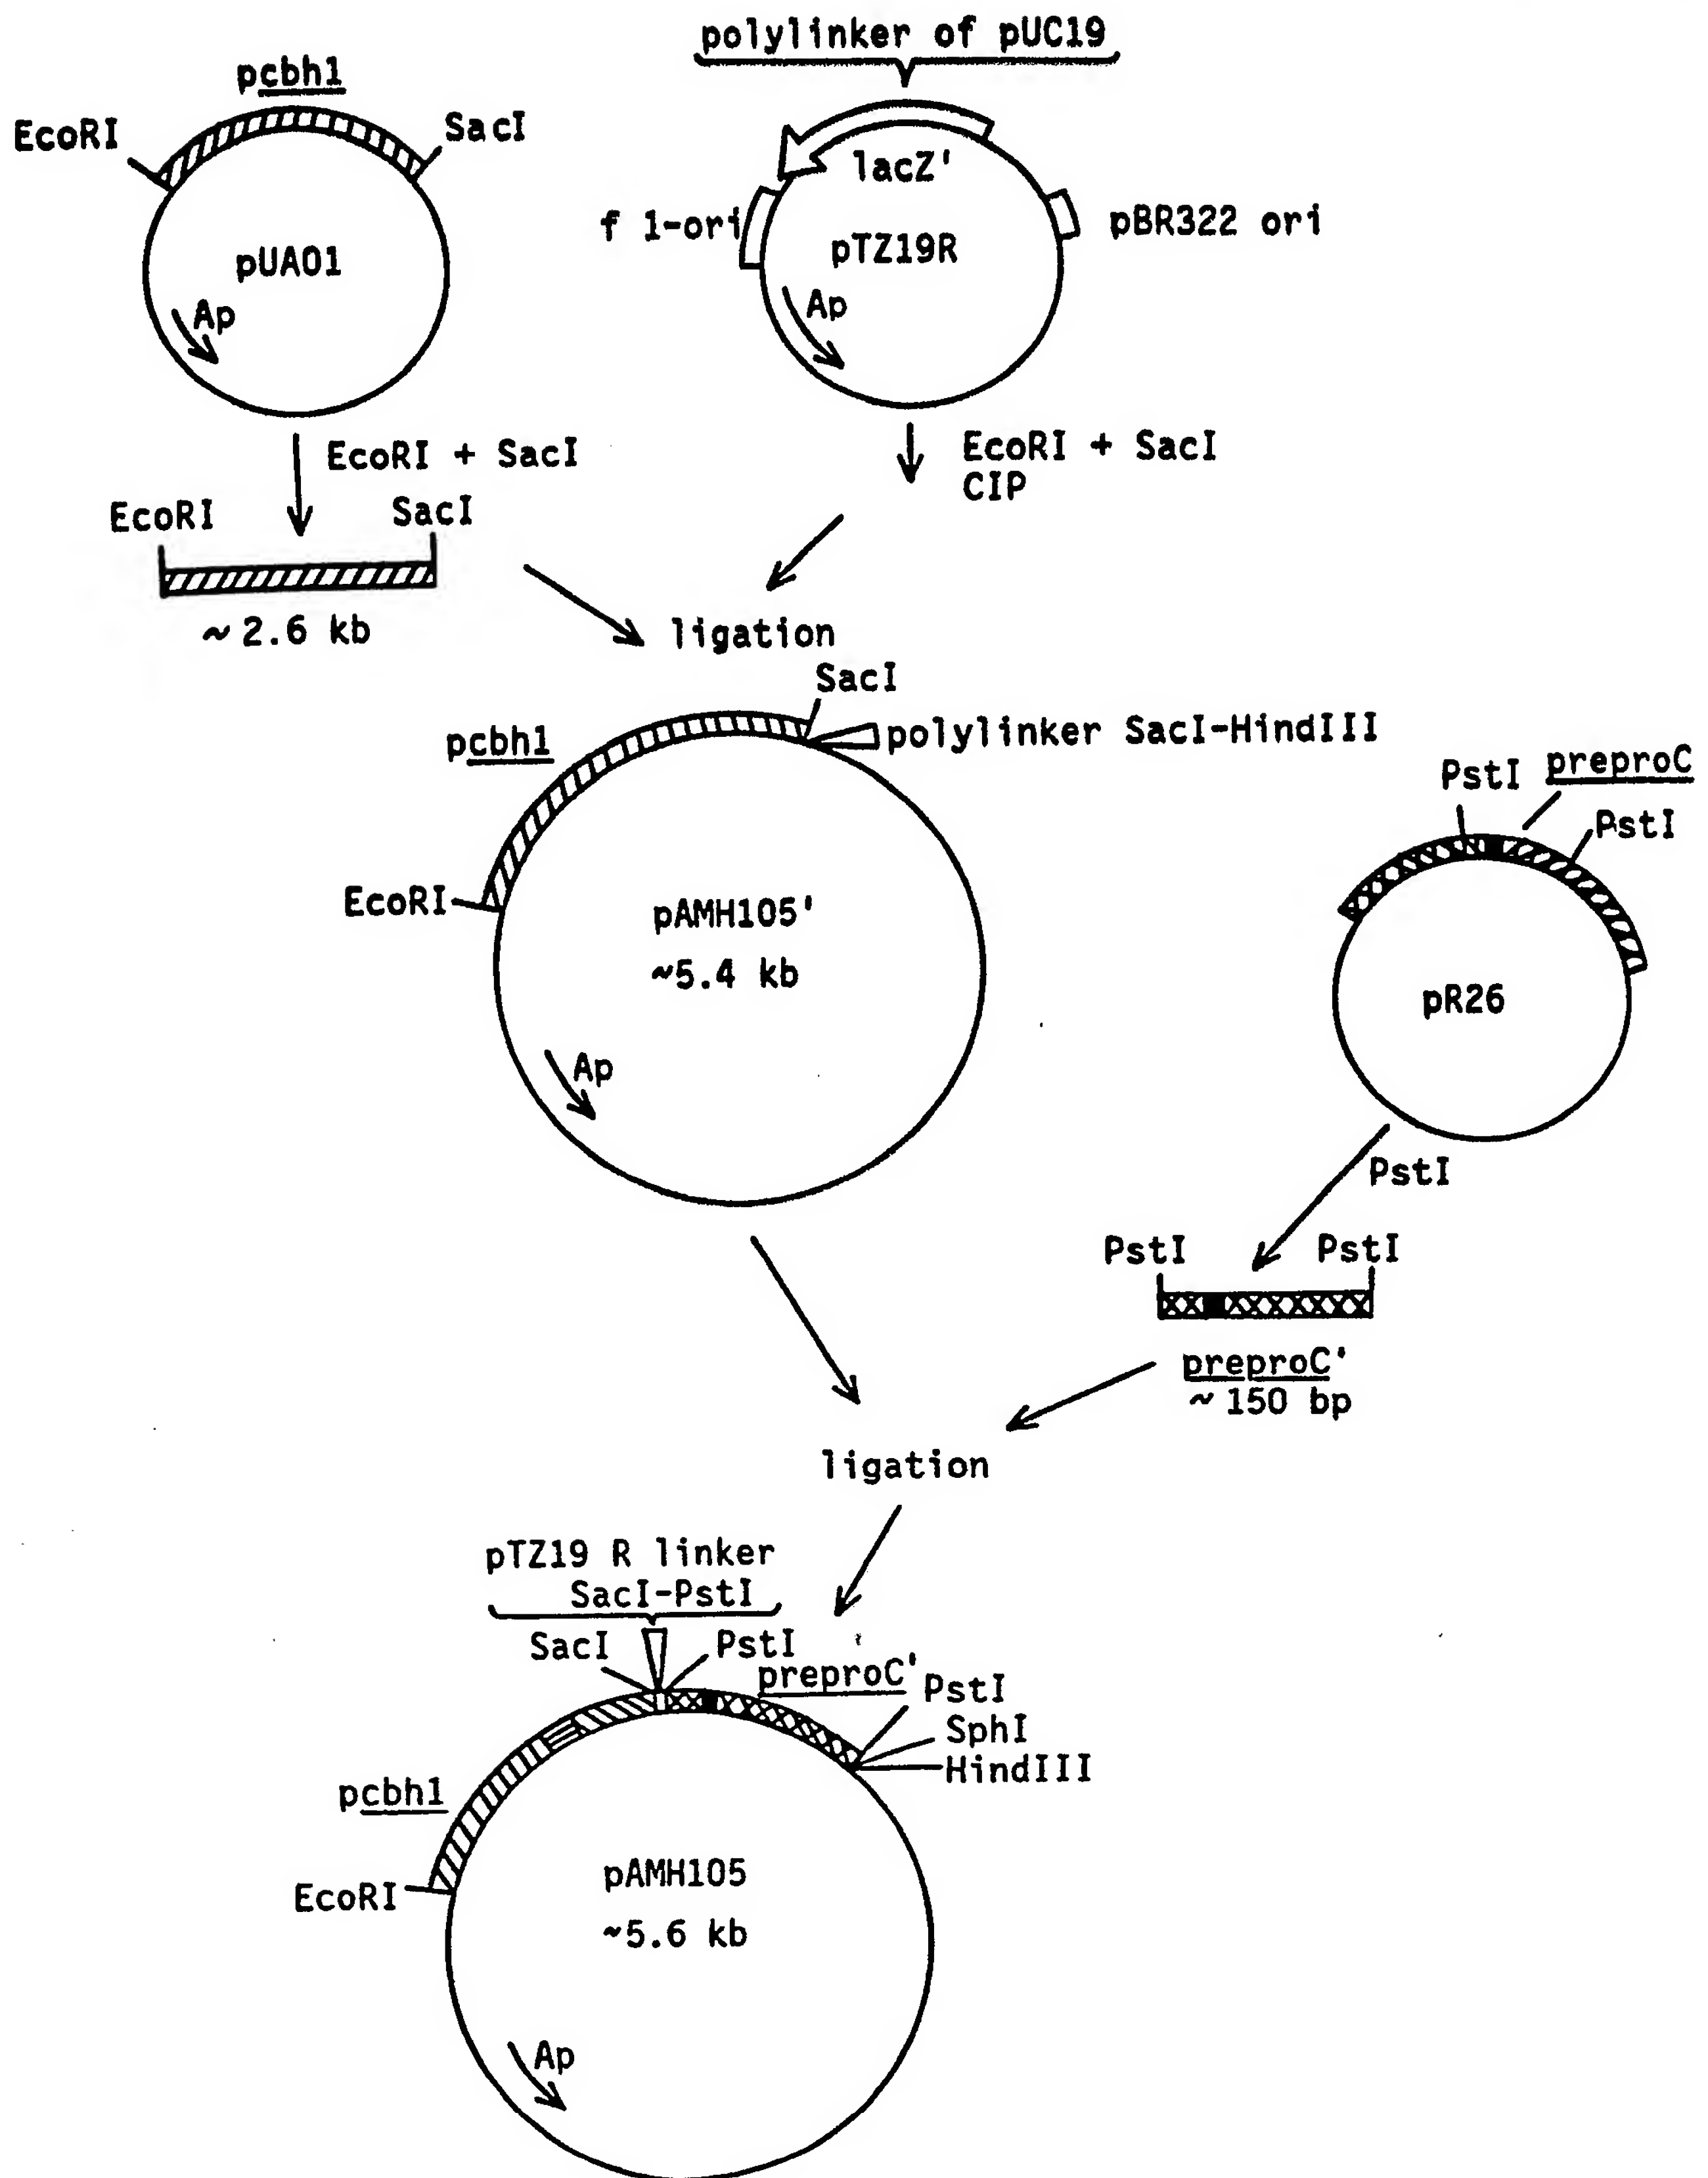 polylinker of pUC19
pcbh1
EcoRI
SacI
lacZ'
f 1-ori
pBR322 ori
pUA01
pTZ19R
Ap
Ap
EcoRI + SacI
EcoRI + SacI
CIP
EcoRI
SacI
~2.6 kb
ligation
SacI
polylinker SacI-HindIII
pcbh1
PstI
preproC
PstI
EcoRI
pAMH105'
~5.4 kb
pR26
Ap
PstI
PstI
PstI
preproC'
~150 bp
ligation
pTZ19 R linker
SacI-PstI
SacI
PstI
preproC'
PstI
SphI
HindIII
pcbh1
EcoRI
pAMH105
~5.6 kb
Ap